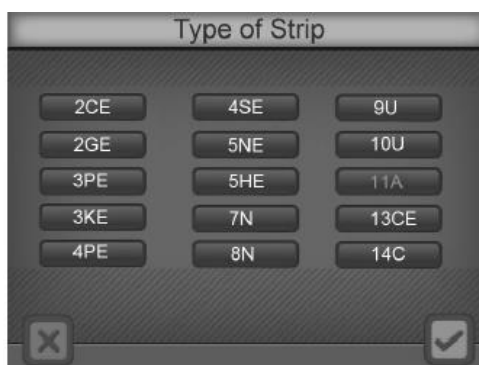 Type of Strip
2CE 4SE 9U
2GE 5NE 10U
3PE 5HE 11A
3KE 7N 13CE
4PE 8N 14C